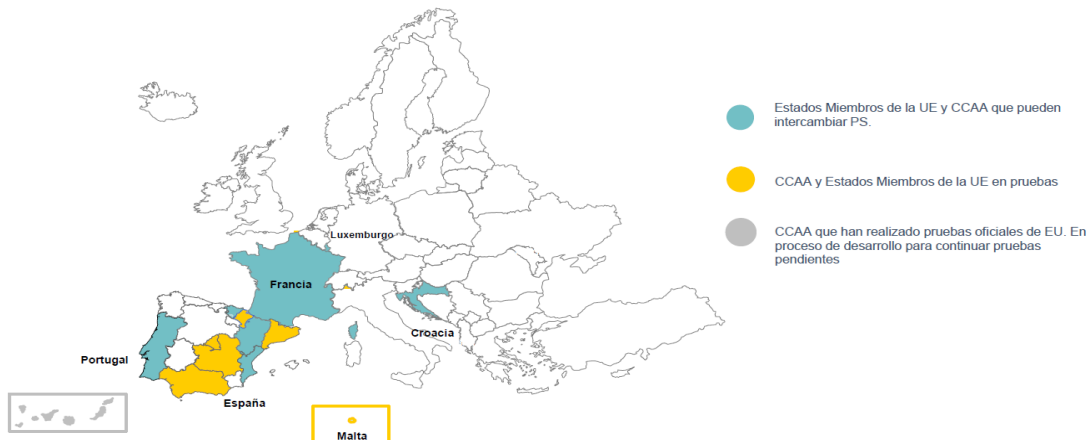 Estados Miembros de la UE y CCAA que pueden
intercambiar PS.
CCAA y Estados Miembros de la UE en pruebas
CCAA que han realizado pruebas oficiales de EU. En
proceso de desarrollo para continuar pruebas
pendientes
Luxemburgo
Francia
Croacia
Portugal
España
Malta